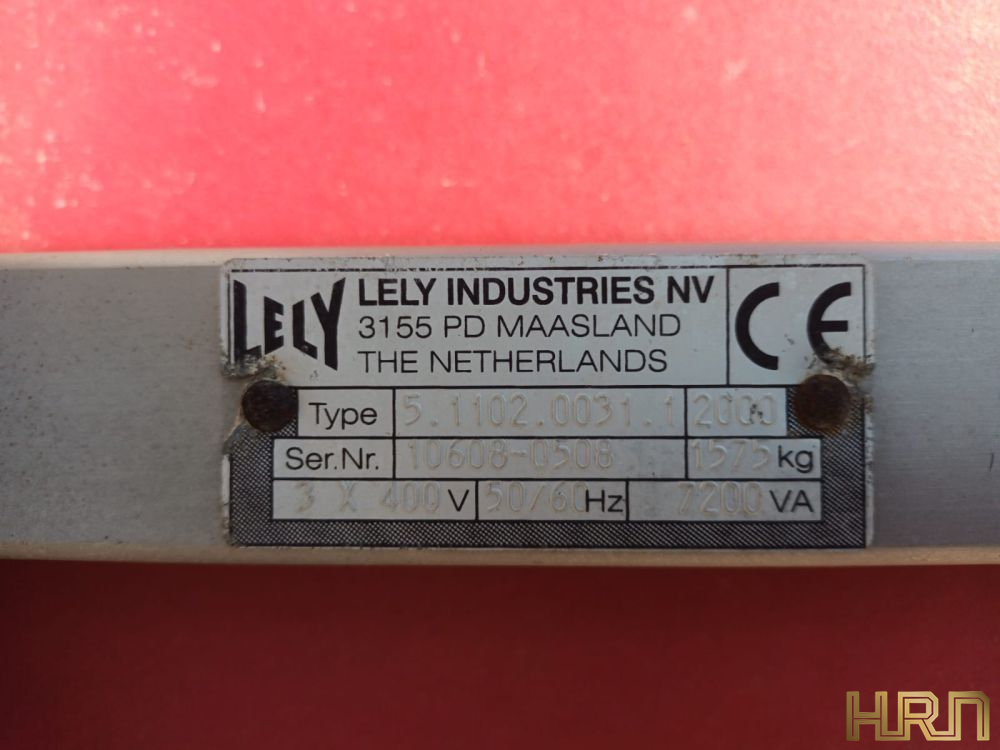 LELY
LELY INDUSTRIES NV
3155 PD MAASLAND
THE NETHERLANDS
CE
Type 5.1102.0031.1 2000
Ser.Nr. 10608-0508 1575 kg
3 X 400 V 50/60 Hz 7200 VA
HRN